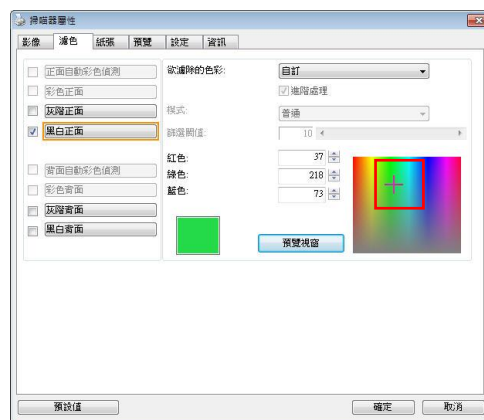 掃瞄器屬性
影像 濾色 紙張 預覽 設定 資訊
正面自動彩色偵測
彩色正面
灰階正面
黑白正面
背面自動彩色偵測
彩色背面
灰階背面
黑白背面
欲濾除的色彩: 自訂
進階處理
模式: 普通
篩選閥值: 10
紅色: 37
綠色: 218
藍色: 73
預覽視窗
預設值 確定 取消